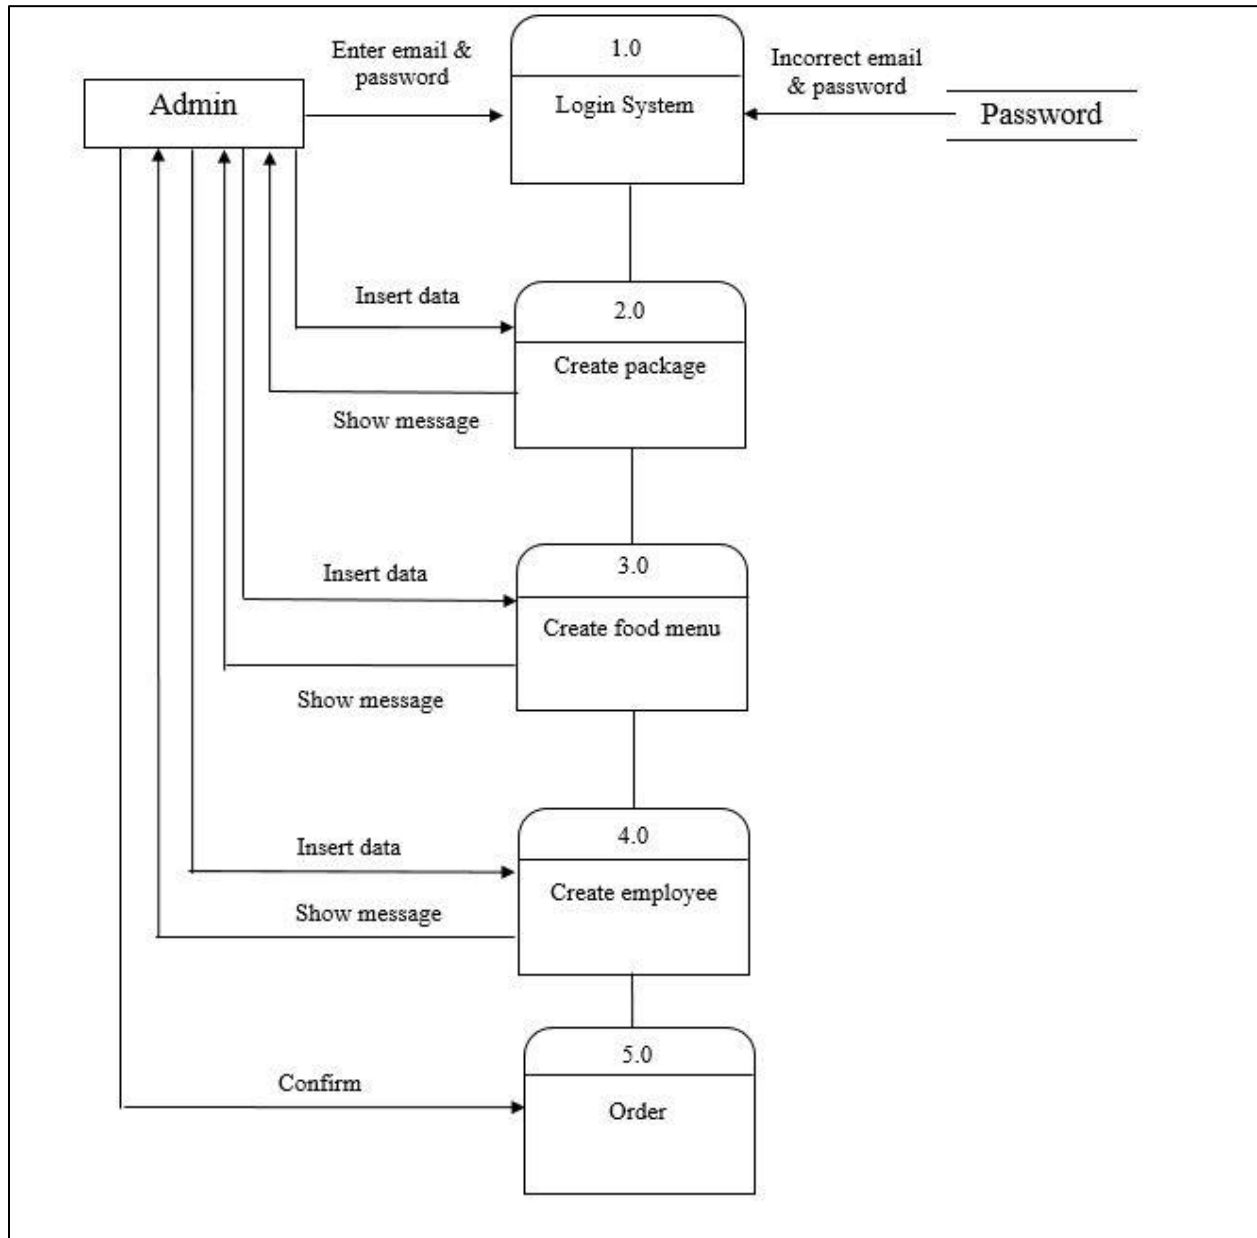 Enter email &
password
1.0
Incorrect email
& password
Admin
Login System
Password
Insert data
2.0
Create package
Show message
3.0
Insert data
Create food menu
Show message
4.0
Insert data
Create employee
Show message
5.0
Confirm
Order